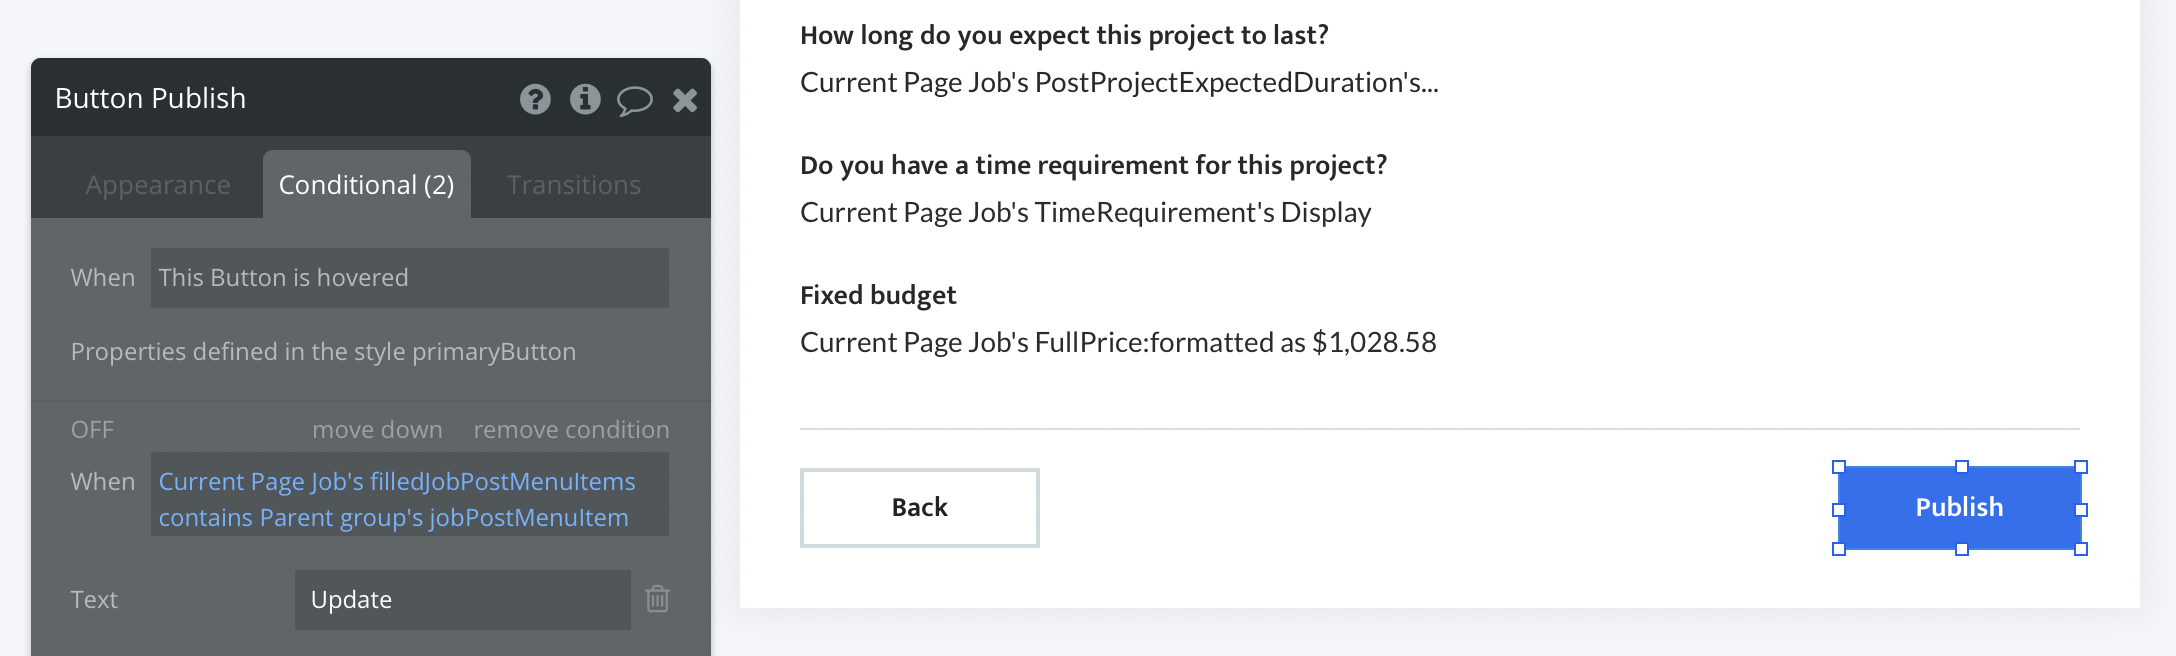 Button Publish
Appearance
Conditional (2)
Transitions
When
This Button is hovered
Properties defined in the style primaryButton
OFF
move down
remove condition
When
Current Page Job's filledJobPostMenuItems
contains Parent group's jobPostMenuItem
Text
Update
How long do you expect this project to last?
Current Page Job's PostProjectExpectedDuration's...
Do you have a time requirement for this project?
Current Page Job's TimeRequirement's Display
Fixed budget
Current Page Job's FullPrice:formatted as $1,028.58
Back
Publish